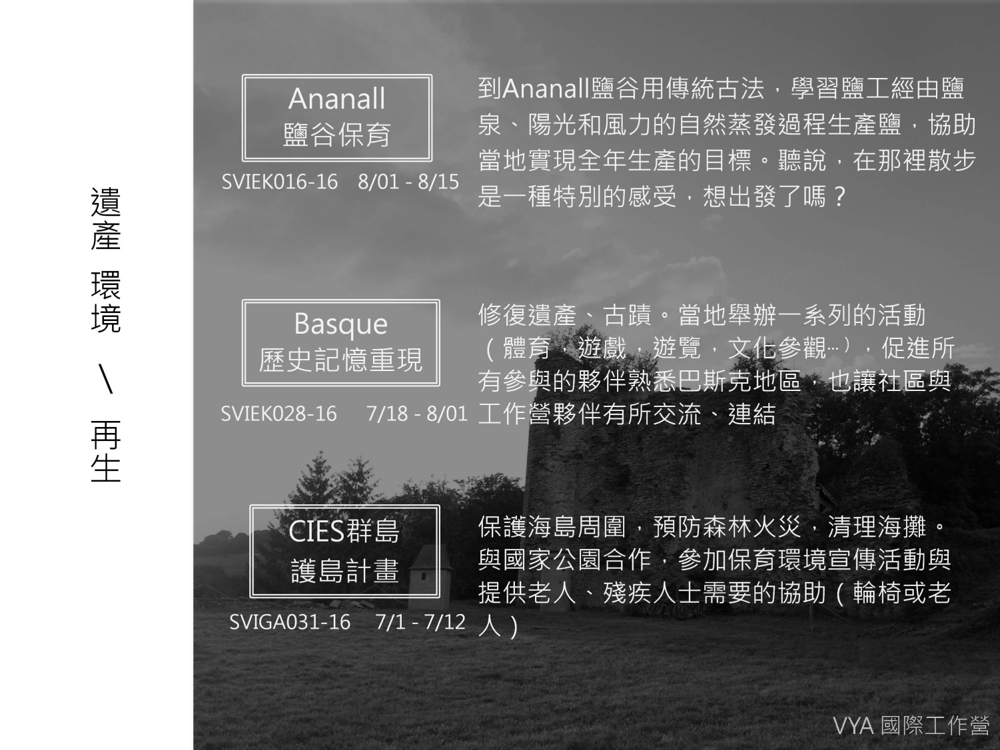 遺產 環境 \ 再生
Ananall
鹽谷保育
SVIEK016-16 8/01 - 8/15
到Ananall鹽谷用傳統古法，學習鹽工經由鹽
泉、陽光和風力的自然蒸發過程生產鹽，協助
當地實現全年生產的目標。聽說，在那裡散步
是一種特別的感受，想出發了嗎？
Basque
歷史記憶重現
SVIEK028-16 7/18 - 8/01
修復遺產、古蹟。當地舉辦一系列的活動
（體育，遊戲，遊覽，文化參觀…），促進所
有參與的夥伴熟悉巴斯克地區，也讓社區與
工作營夥伴有所交流、連結
CIES群島
護島計畫
SVIGA031-16 7/1 - 7/12
保護海島周圍，預防森林火災，清理海攤。
與國家公園合作，參加保育環境宣傳活動與
提供老人、殘疾人士需要的協助（輪椅或老
人）
VYA 國際工作營